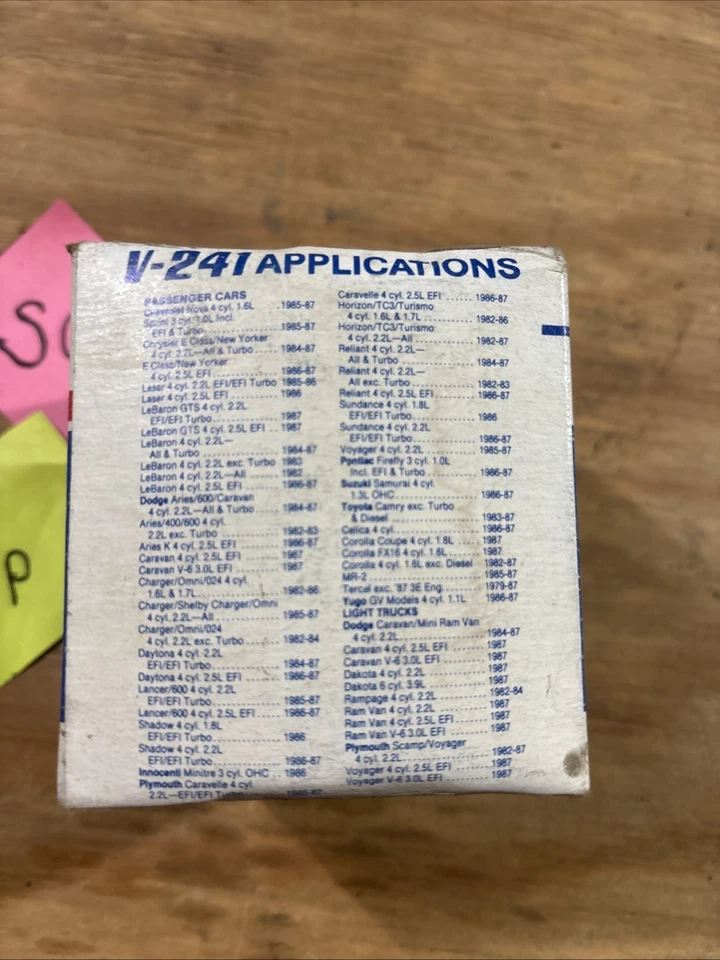 V-241 APPLICATIONS
PASSENGER CARS
Chevrolet Nova 4 cyl. 1.6L .1985-87
Sprint 3 cyl. 1.0L Incl.
EFI & Turbo.......... 1985-87
Chrysler E Class/New Yorker
4 cyl. 2.2L—All & Turbo ..... 1984-87
E Class/New Yorker
4 cyl. 2.5L EFI .......... 1986-87
Laser 4 cyl. 2.2L EFI/EFI Turbo 1985-86
Laser 4 cyl. 2.5L EFI .......... 1986
LeBaron GTS 4 cyl. 2.2L
EFI/EFI Turbo.......... 1987
LeBaron GTS 4 cyl. 2.5L EFI .... 1987
LeBaron 4 cyl. 2.2L—
All & Turbo .......... 1984-87
LeBaron 4 cyl. 2.2L exc. Turbo 1983
LeBaron 4 cyl. 2.2L—All ...... 1982
LeBaron 4 cyl. 2.5L EFI ...... 1986-87
Dodge Aries/600/Caravan
4 cyl. 2.2L—All & Turbo ..... 1984-87
Aries/400/600 4 cyl.
2.2L exc. Turbo .......... 1982-83
Aries K 4 cyl. 2.5L EFI ...... 1986-87
Caravan 4 cyl. 2.5L EFI ...... 1987
Caravan V-6 3.0L EFI ...... 1987
Charger/Omni/024 4 cyl.
1.6L & 1.7L .......... 1982-86
Charger/Shelby Charger/Omni
4 cyl. 2.2L—All .......... 1985-87
Charger/Omni/024
4 cyl. 2.2L exc. Turbo ...... 1982-84
Daytona 4 cyl. 2.2L
EFI/EFI Turbo .......... 1984-87
Daytona 4 cyl. 2.5L EFI ...... 1986-87
Lancer/600 4 cyl. 2.2L
EFI/EFI Turbo .......... 1985-87
Lancer/600 4 cyl. 2.5L EFI .... 1986-87
Shadow 4 cyl. 1.8L
EFI/EFI Turbo .......... 1986
Shadow 4 cyl. 2.2L
EFI/EFI Turbo .......... 1986-87
Innocenti Minitre 3 cyl. OHC . 1986
Plymouth Caravelle 4 cyl.
2.2L—EFI/EFI Turbo .......... 1985-87
Caravelle 4 cyl. 2.5L EFI ...... 1986-87
Horizon/TC3/Turismo
4 cyl. 1.6L & 1.7L .......... 1982-86
Horizon/TC3/Turismo
4 cyl. 2.2L—All .......... 1982-87
Reliant 4 cyl. 2.2L—
All & Turbo .......... 1984-87
Reliant 4 cyl. 2.2L—
All exc. Turbo .......... 1982-83
Reliant 4 cyl. 2.5L EFI ...... 1986-87
Sundance 4 cyl. 1.8L
EFI/EFI Turbo .......... 1986
Sundance 4 cyl. 2.2L
EFI/EFI Turbo .......... 1986-87
Voyager 4 cyl. 2.2L .......... 1985-87
Pontiac Firefly 3 cyl. 1.0L
Incl. EFI & Turbo .......... 1986-87
Suzuki Samurai 4 cyl.
1.3L OHC .......... 1986-87
Toyota Camry exc. Turbo
& Diesel .......... 1983-87
Celica 4 cyl. .......... 1986-87
Corolla Coupe 4 cyl. 1.6L ... 1987
Corolla FX16 4 cyl. 1.6L .... 1987
Corolla 4 cyl. 1.6L exc. Diesel 1982-87
MR-2 .......... 1985-87
Tercel exc. '87 3E Eng. .... 1979-87
Yugo GV Models 4 cyl. 1.1L 1986-87
LIGHT TRUCKS
Dodge Caravan/Mini Ram Van
4 cyl. 2.2L .......... 1984-87
Caravan 4 cyl. 2.5L EFI ...... 1987
Caravan V-6 3.0L EFI ...... 1987
Dakota 4 cyl. 2.2L .......... 1987
Dakota 6 cyl. 3.9L .......... 1987
Rampage 4 cyl. 2.2L .......... 1982-84
Ram Van 4 cyl. 2.2L .......... 1987
Ram Van 4 cyl. 2.5L EFI ..... 1987
Ram Van V-6 3.0L EFI ...... 1987
Plymouth Scamp/Voyager
4 cyl. 2.2L .......... 1982-87
Voyager 4 cyl. 2.5L EFI ...... 1987
Voyager V-6 3.0L EFI ...... 1987
P